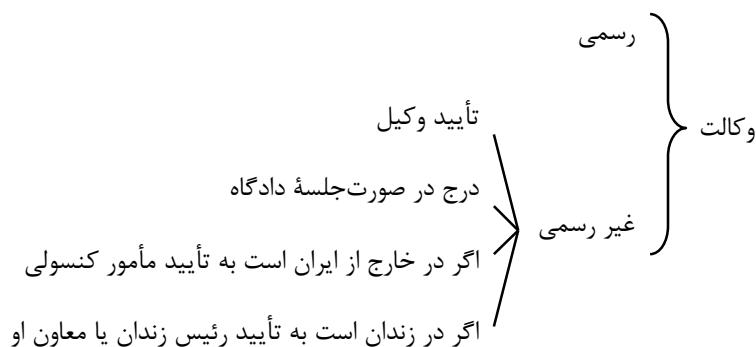 وکالت
رسمی
غیر رسمی
تأیید وکیل
درج در صورت‌جلسهٔ دادگاه
اگر در خارج از ایران است به تأیید مأمور کنسولی
اگر در زندان است به تأیید رئیس زندان یا معاون او